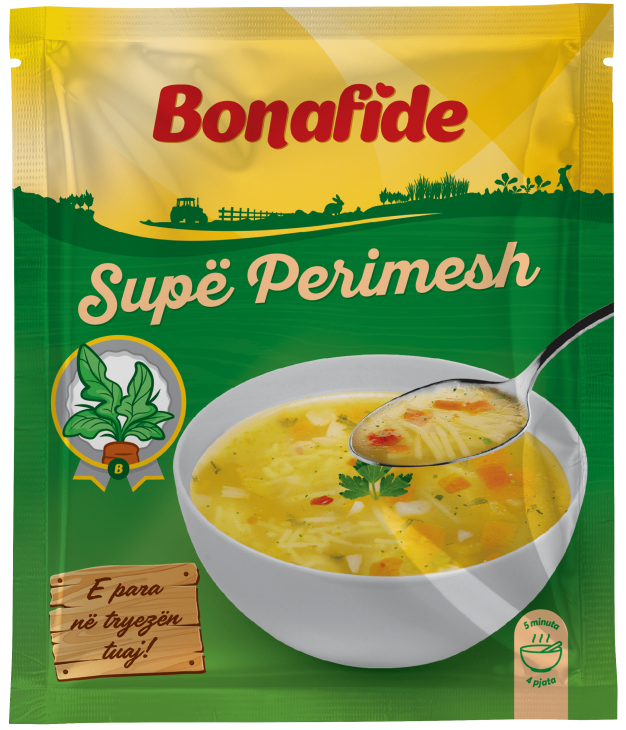 Bonafide
Supë Perimesh
B
E para
në tryezën
tuaj!
5 minuta
4 pjata